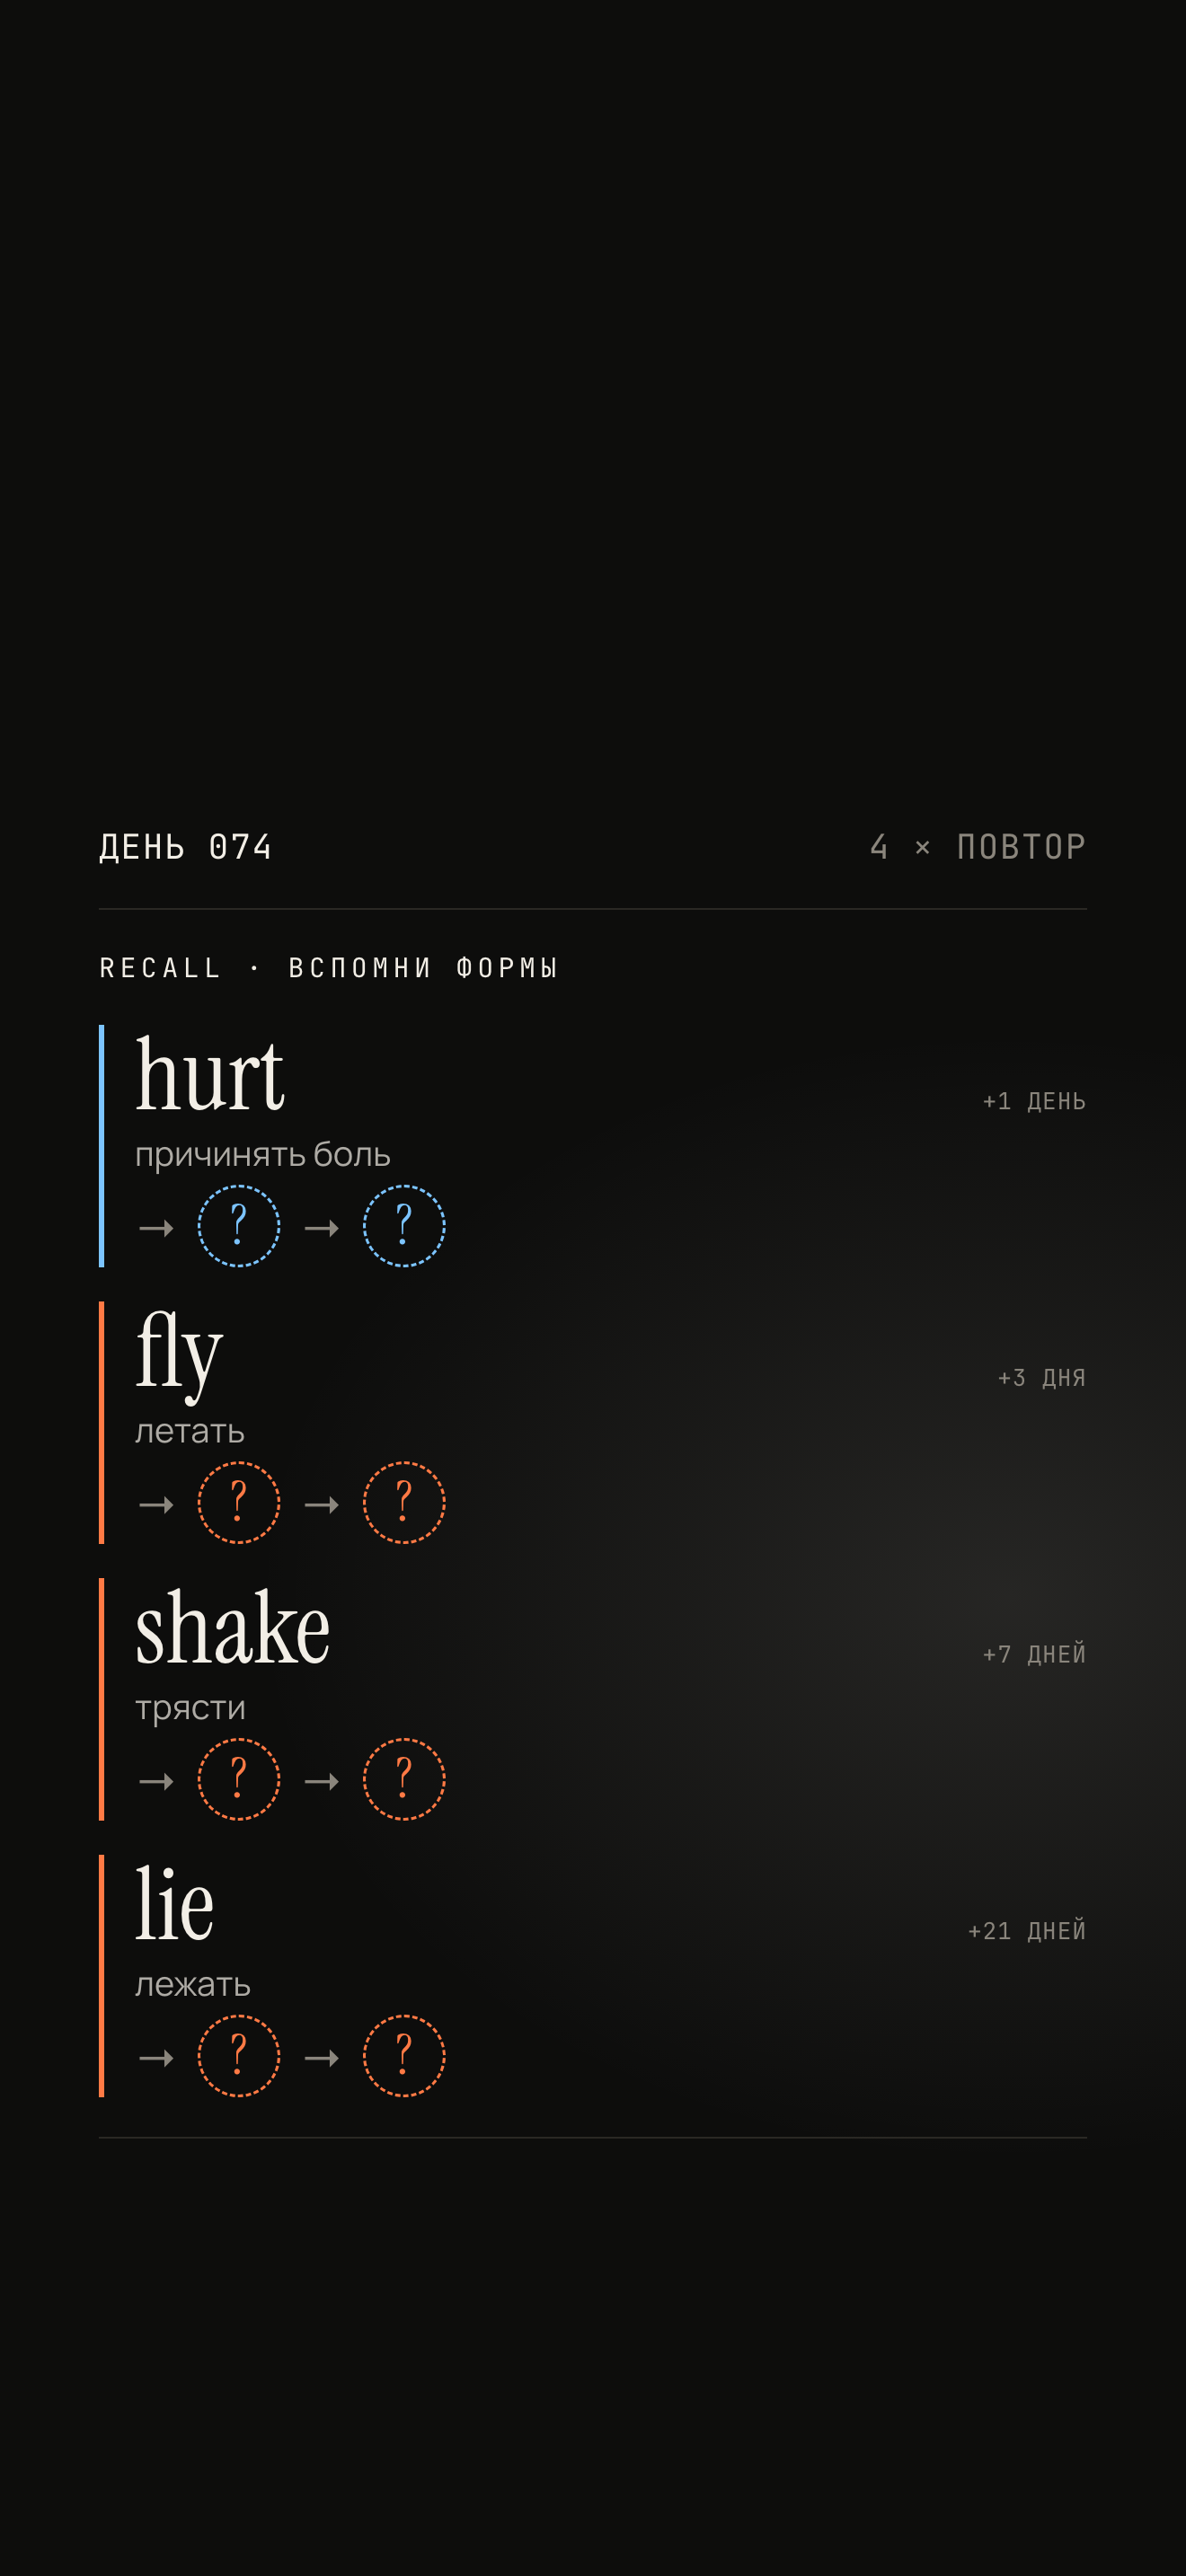 ДЕНЬ 074
4 × ПОВТОР
RECALL · ВСПОМНИ ФОРМЫ
hurt
+1 ДЕНЬ
причинять боль
→ ? → ?
fly
+3 ДНЯ
летать
→ ? → ?
shake
+7 ДНЕЙ
трясти
→ ? → ?
lie
+21 ДНЕЙ
лежать
→ ? → ?